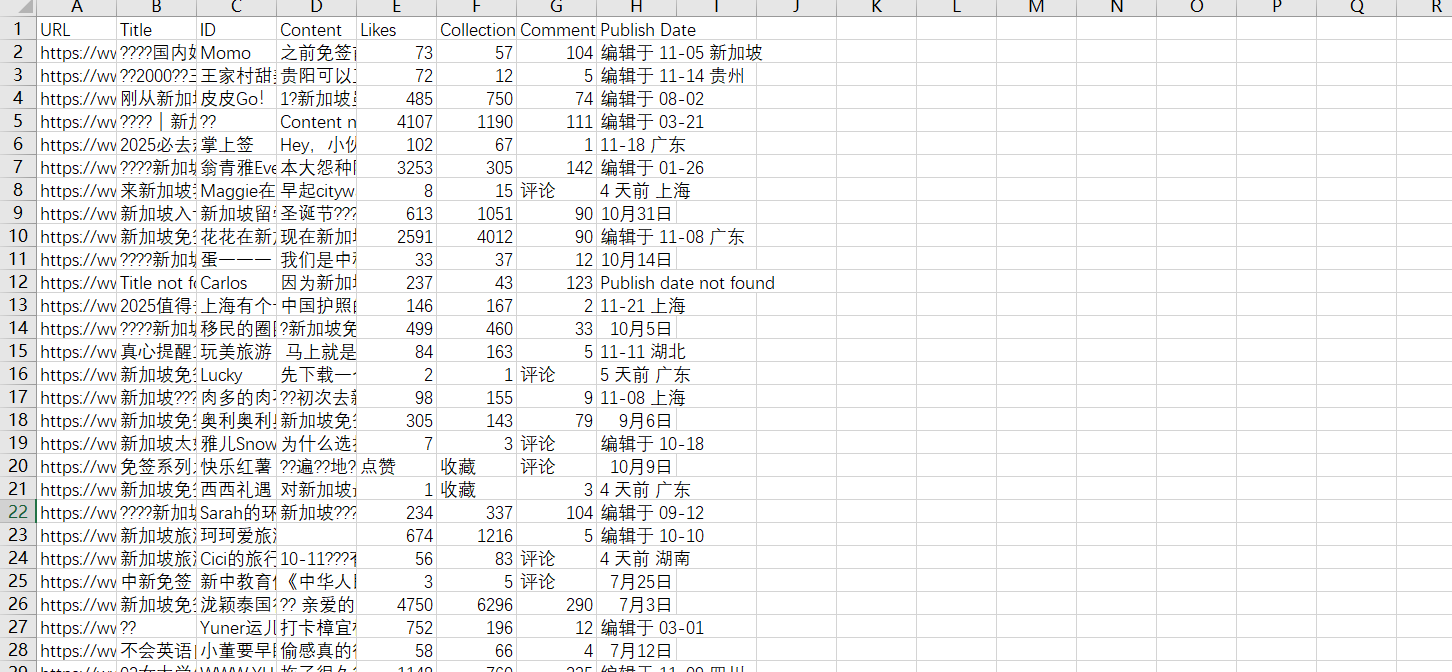 A B C D E F G H I J K L M N O P Q R
1 URL Title ID Content Likes Collection Comment Publish Date
2 https://wv ????国内如 Momo 之前免签 73 57 104 编辑于 11-05 新加坡
3 https://wv ??2000?? 王家村甜 贵阳可以 72 12 5 编辑于 11-14 贵州
4 https://wv 刚从新加 皮皮Go! 1?新加坡 485 750 74 编辑于 08-02
5 https://wv ????｜新加 ?? Content n 4107 1190 111 编辑于 03-21
6 https://wv 2025必去 掌上签 Hey，小伙 102 67 1 11-18 广东
7 https://wv ????新加坡 翁青雅Eve 本大怨种 3253 305 142 编辑于 01-26
8 https://wv 来新加坡 Maggie在 早起cityw 8 15 评论 4 天前 上海
9 https://wv 新加坡入 新加坡留 圣诞节??? 613 1051 90 10月31日
10 https://wv 新加坡免 花花在新加 现在新加 2591 4012 90 编辑于 11-08 广东
11 https://wv ????新加坡 蛋一一一 我们是中 33 37 12 10月14日
12 https://wv Title not fo Carlos 因为新加 237 43 123 Publish date not found
13 https://wv 2025值得 上海有个 中国护照 146 167 2 11-21 上海
14 https://wv ????新加坡 移民的圈 ?新加坡免 499 460 33 10月5日
15 https://wv 真心提醒 玩美旅游 马上就是 84 163 5 11-11 湖北
16 https://wv 新加坡免 Lucky 先下载一 2 1 评论 5 天前 广东
17 https://wv 新加坡??? 肉多的肉 ??初次去新 98 155 9 11-08 上海
18 https://wv 新加坡免 奥利奥利 新加坡免 305 143 79 9月6日
19 https://wv 新加坡太 雅儿Snow 为什么选 7 3 评论 编辑于 10-18
20 https://wv 免签系列 快乐红薯 ??遍??地? 点赞 收藏 评论 10月9日
21 https://wv 新加坡免 西西礼遇 对新加坡 1 收藏 3 4 天前 广东
22 https://wv ????新加坡 Sarah的环 新加坡??? 234 337 104 编辑于 09-12
23 https://wv 新加坡旅 珂珂爱旅 674 1216 5 编辑于 10-10
24 https://wv 新加坡旅 Cici的旅行 10-11???有 56 83 评论 4 天前 湖南
25 https://wv 中新免签 新中教育 《中华人 3 5 评论 7月25日
26 https://wv 新加坡免 泷颖泰国 ?? 亲爱的 4750 6296 290 7月3日
27 https://wv ?? Yuner运儿 打卡樟宜 752 196 12 编辑于 03-01
28 https://wv 不会英语 小董要早 偷感真的 58 66 4 7月12日